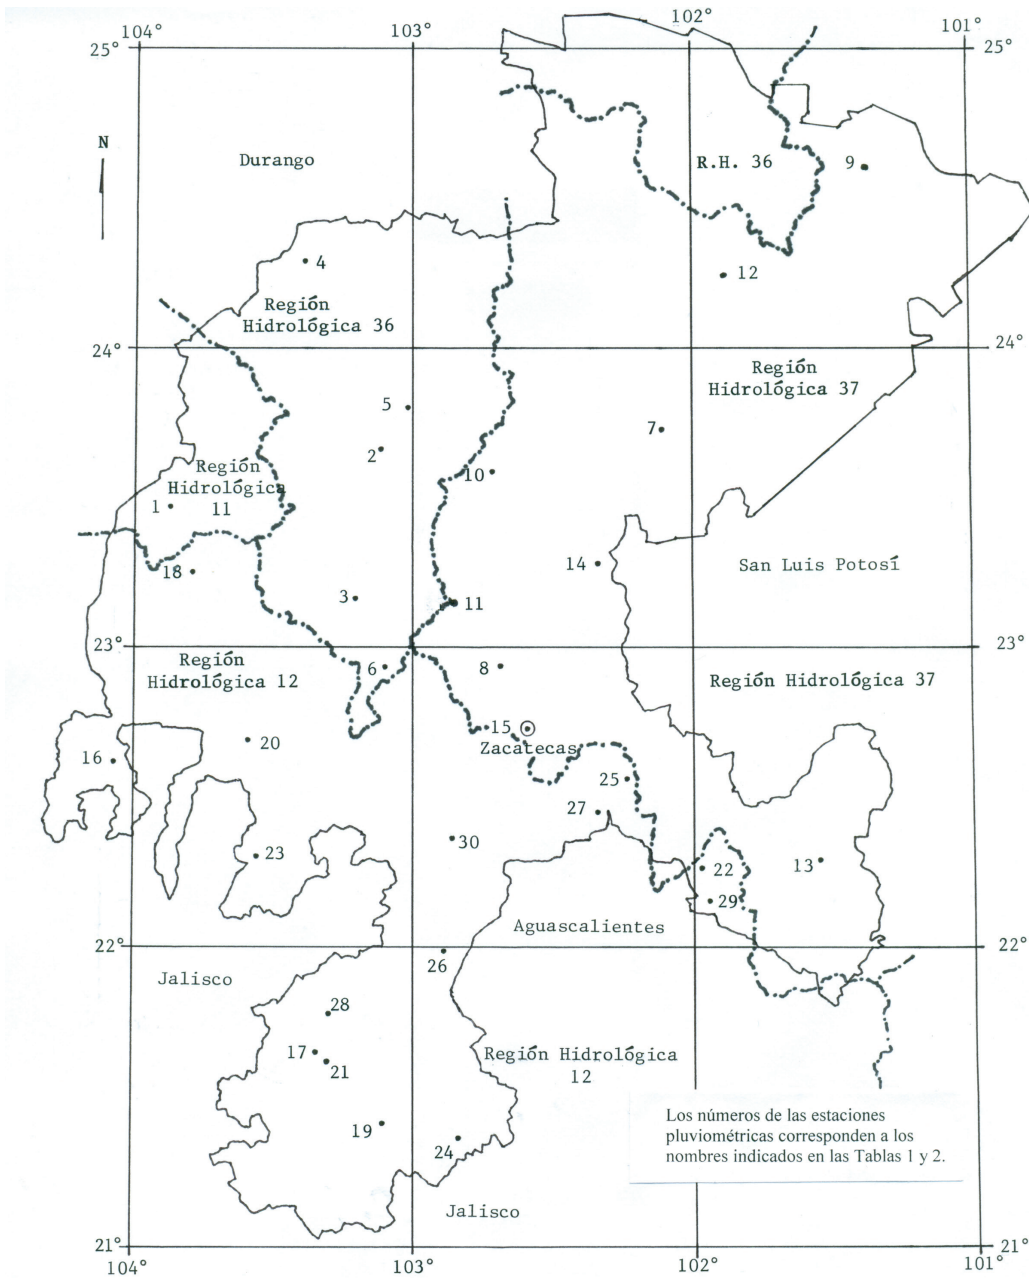 104°
103°
102°
101°
25°
25°
N
Durango
R.H. 36
9
4
12
Región
Hidrológica 36
24°
24°
Región
Hidrológica 37
5
7
2
Región
Hidrológica
11
10
1
18
14
San Luis Potosí
3
11
23°
23°
Región
Hidrológica 12
6
8
Región Hidrológica 37
15
Zacatecas
20
16
25
27
30
23
22
13
29
Aguascalientes
22°
22°
26
Jalisco
28
17
21
Región Hidrológica
12
19
24
Los números de las estaciones
pluviométricas corresponden a los
nombres indicados en las Tablas 1 y 2.
Jalisco
21°
21°
104°
103°
102°
101°